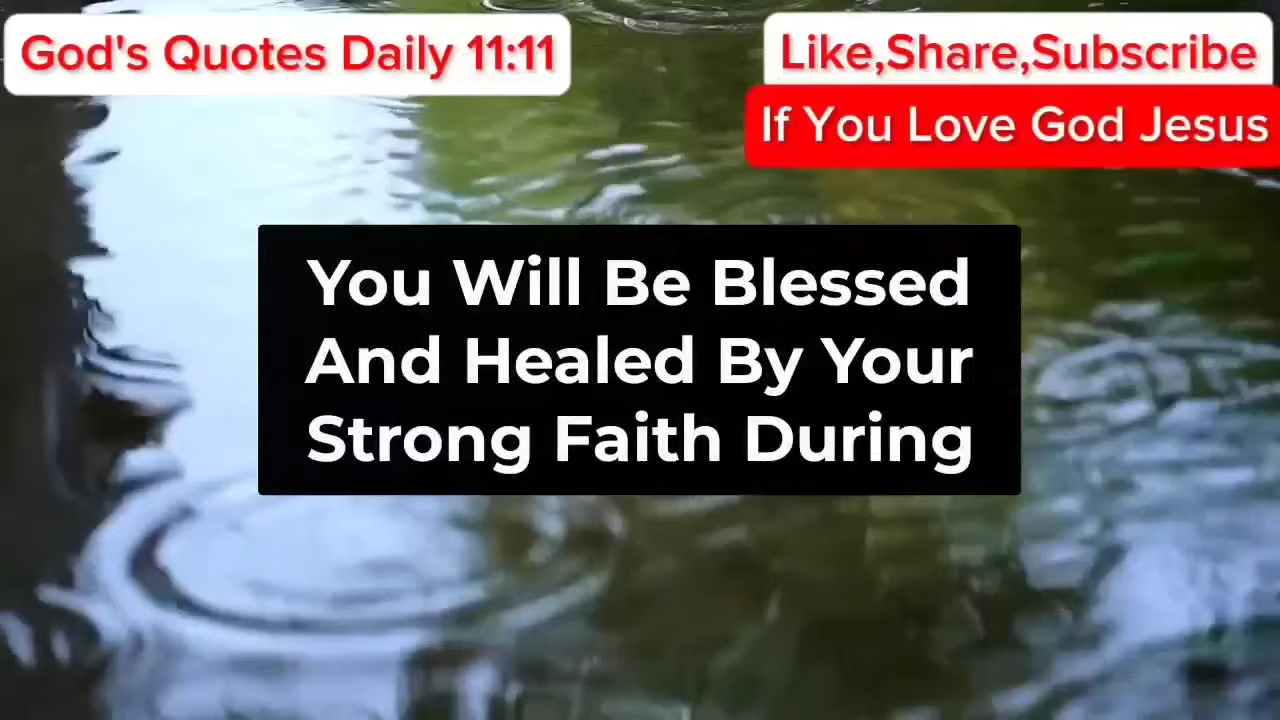 God's Quotes Daily 11:11
Like,Share,Subscribe
If You Love God Jesus
You Will Be Blessed
And Healed By Your
Strong Faith During